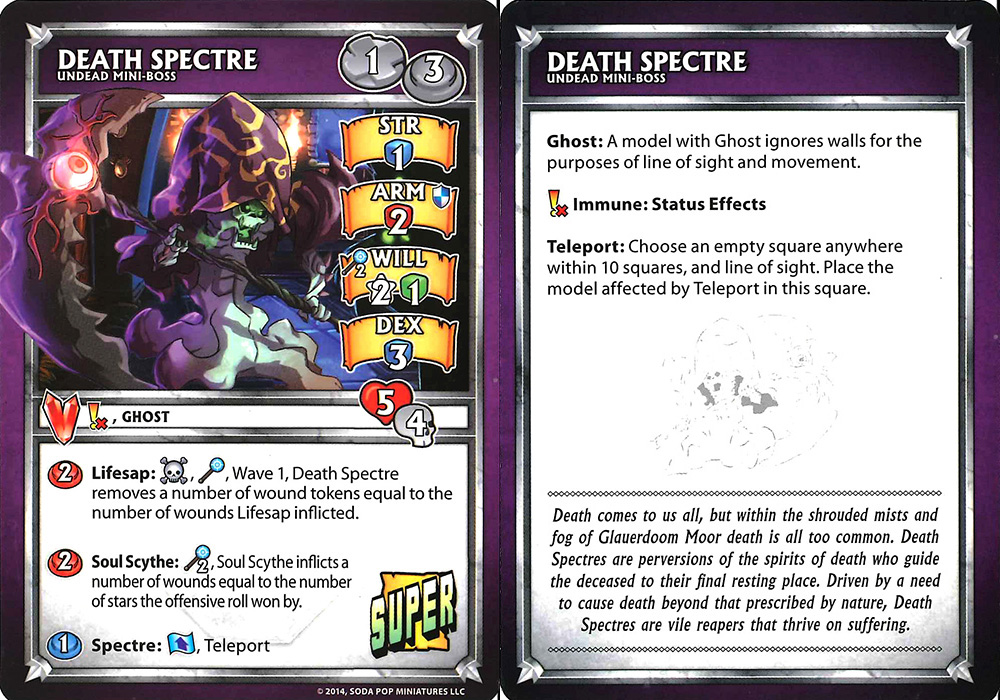 DEATH SPECTRE
UNDEAD MINI-BOSS
1 3
STR
1
ARM
2
WILL
2
2 1
DEX
3
5
4
, GHOST
2 Lifesap: , , Wave 1, Death Spectre
removes a number of wound tokens equal to the
number of wounds Lifesap inflicted.
2 Soul Scythe: 2, Soul Scythe inflicts a
number of wounds equal to the number
of stars the offensive roll won by.
1 Spectre: , Teleport
SUPER
© 2014, SODA POP MINIATURES LLC
DEATH SPECTRE
UNDEAD MINI-BOSS
Ghost: A model with Ghost ignores walls for the
purposes of line of sight and movement.
Immune: Status Effects
Teleport: Choose an empty square anywhere
within 10 squares, and line of sight. Place the
model affected by Teleport in this square.
Death comes to us all, but within the shrouded mists and
fog of Glauerdoom Moor death is all too common. Death
Spectres are perversions of the spirits of death who guide
the deceased to their final resting place. Driven by a need
to cause death beyond that prescribed by nature, Death
Spectres are vile reapers that thrive on suffering.